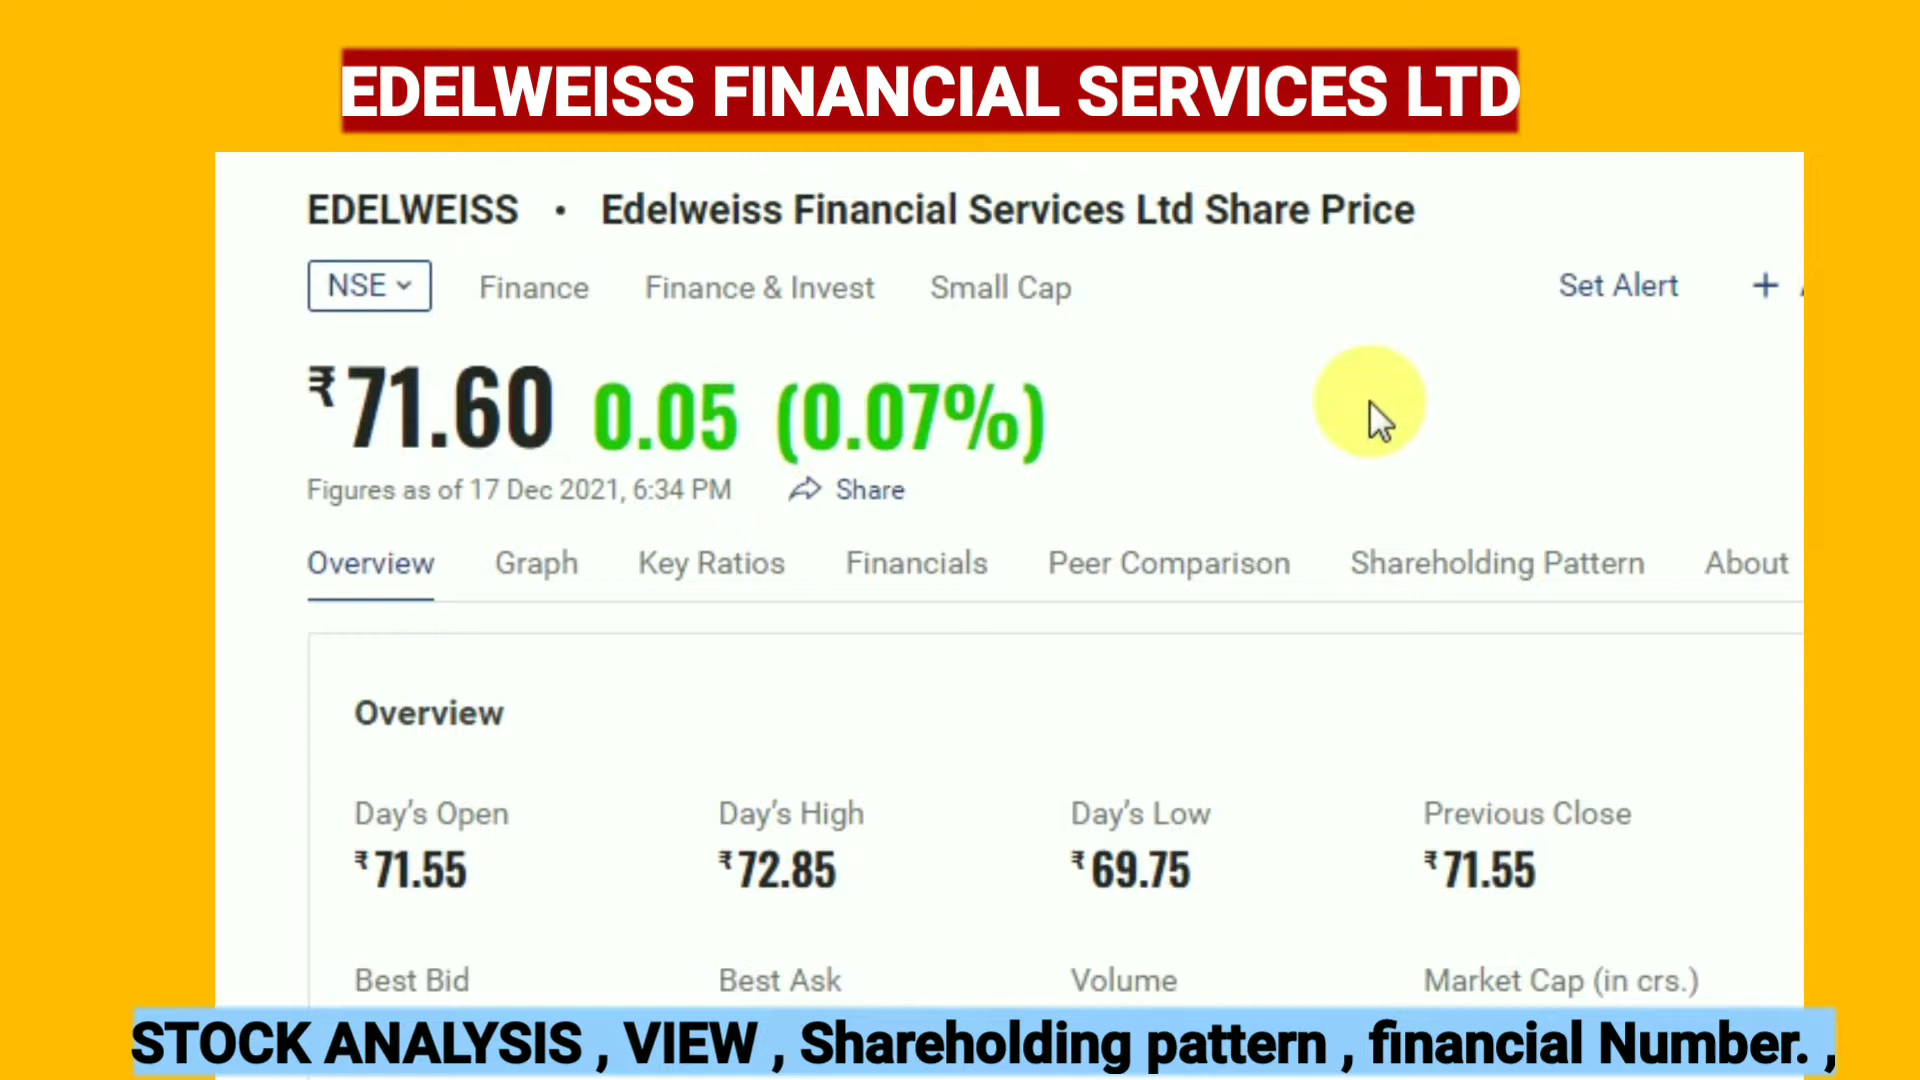 EDELWEISS FINANCIAL SERVICES LTD
EDELWEISS • Edelweiss Financial Services Ltd Share Price
NSE Finance Finance & Invest Small Cap Set Alert +
₹71.60 0.05 (0.07%)
Figures as of 17 Dec 2021, 6:34 PM Share
Overview Graph Key Ratios Financials Peer Comparison Shareholding Pattern About
Overview
Day's Open Day's High Day's Low Previous Close
₹71.55 ₹72.85 ₹69.75 ₹71.55
Best Bid Best Ask Volume Market Cap (in crs.)
STOCK ANALYSIS , VIEW , Shareholding pattern , financial Number. ,